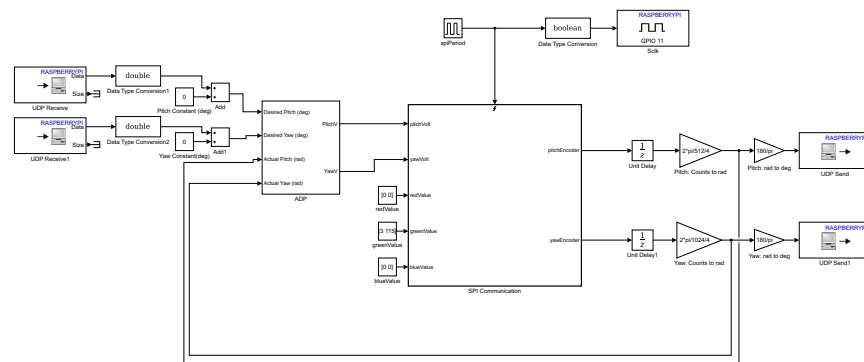 spiPeriod
boolean
Data Type Conversion
RASPBERRYPI
GPIO 11
Sclk
RASPBERRYPI
Data
Size
UDP Receive
double
Data Type Conversion1
0
Pitch Constant (deg)
Add
RASPBERRYPI
Data
Size
UDP Receive1
double
Data Type Conversion2
0
Yaw Constant(deg)
Add1
Desired Pitch (deg)
Desired Yaw (deg)
Actual Pitch (rad)
Actual Yaw (rad)
PitchV
YawV
ADP
[0 0]
redValue
[3 115]
greenValue
[0 0]
blueValue
pitchVolt
yawVolt
redValue
greenValue
blueValue
pitchEncoder
yawEncoder
SPI Communication
1
z
Unit Delay
2*pi/512/4
Pitch: Counts to rad
180/pi
Pitch: rad to deg
RASPBERRYP
UDP Send
1
z
Unit Delay1
2*pi/1024/4
Yaw: Counts to rad
180/pi
Yaw: rad to deg
RASPBERRYP
UDP Send1